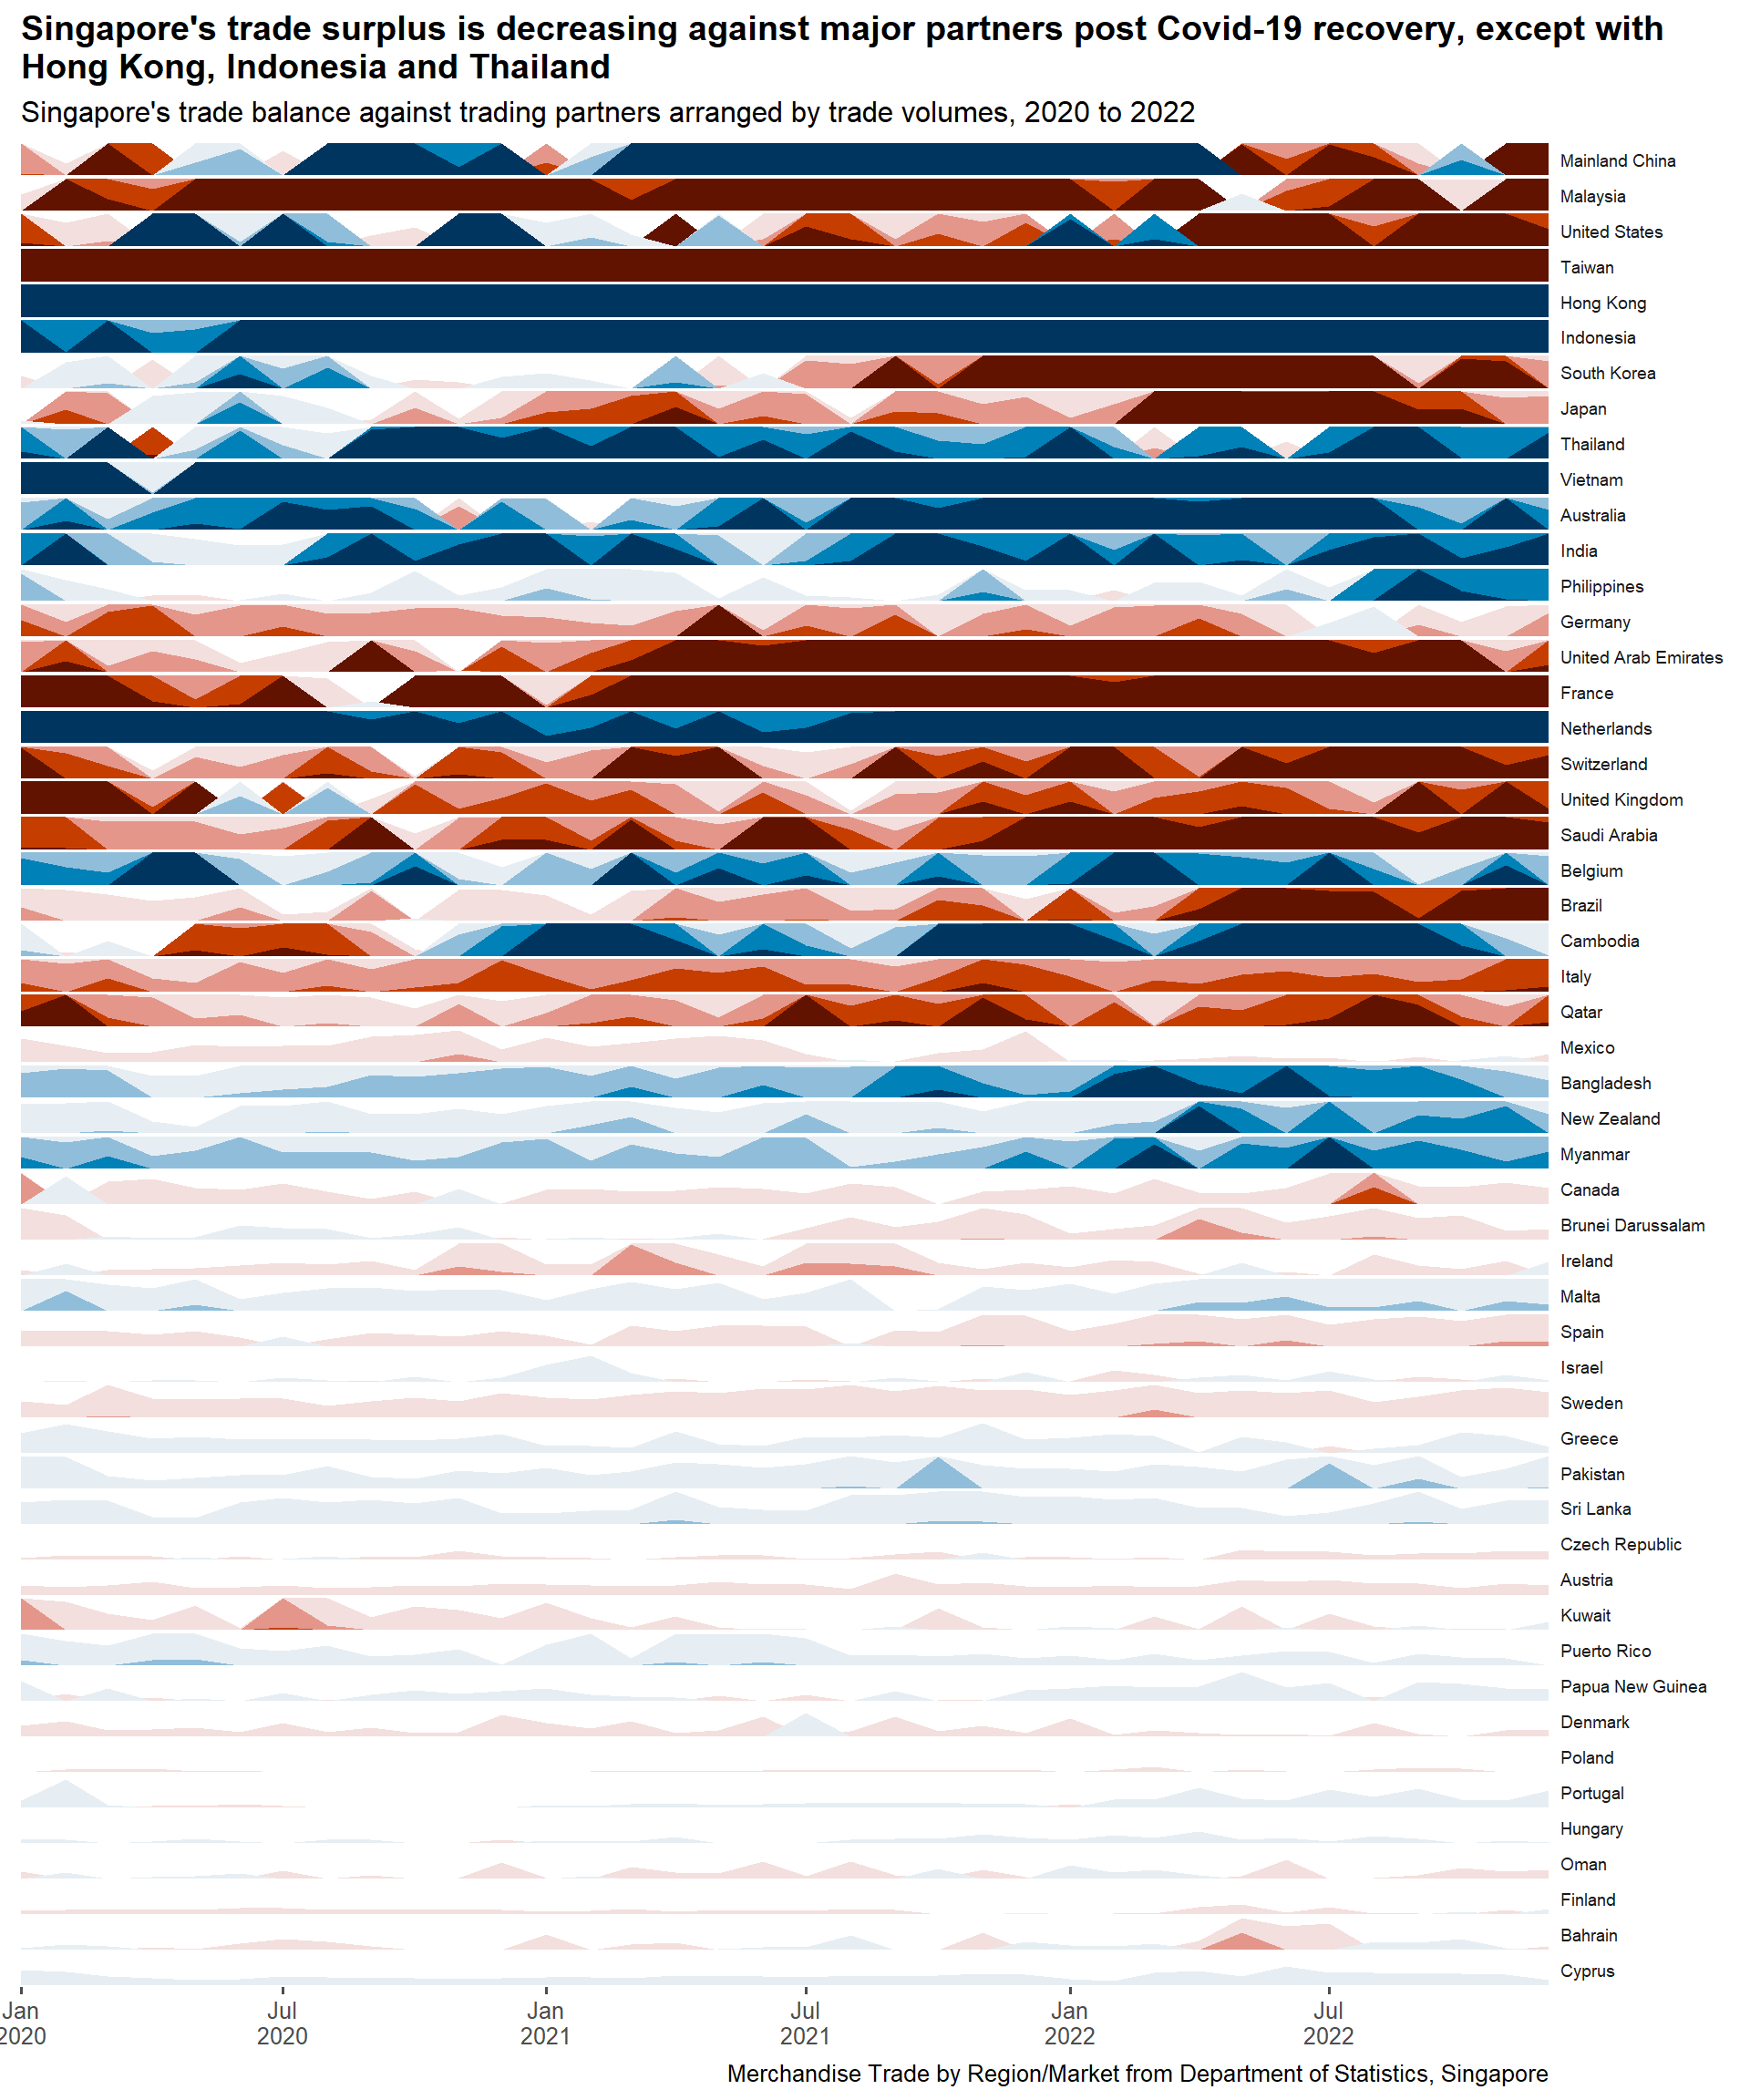 Singapore's trade surplus is decreasing against major partners post Covid-19 recovery, except with
Hong Kong, Indonesia and Thailand
Singapore's trade balance against trading partners arranged by trade volumes, 2020 to 2022
Mainland China
Malaysia
United States
Taiwan
Hong Kong
Indonesia
South Korea
Japan
Thailand
Vietnam
Australia
India
Philippines
Germany
United Arab Emirates
France
Netherlands
Switzerland
United Kingdom
Saudi Arabia
Belgium
Brazil
Cambodia
Italy
Qatar
Mexico
Bangladesh
New Zealand
Myanmar
Canada
Brunei Darussalam
Ireland
Malta
Spain
Israel
Sweden
Greece
Pakistan
Sri Lanka
Czech Republic
Austria
Kuwait
Puerto Rico
Papua New Guinea
Denmark
Poland
Portugal
Hungary
Oman
Finland
Bahrain
Cyprus
Jan Jul Jan Jul Jan Jul
2020 2020 2021 2021 2022 2022
Merchandise Trade by Region/Market from Department of Statistics, Singapore